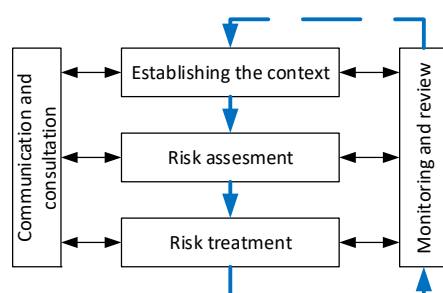 Establishing the context
Communication and
consultation
Risk assesment
Monitoring and review
Risk treatment